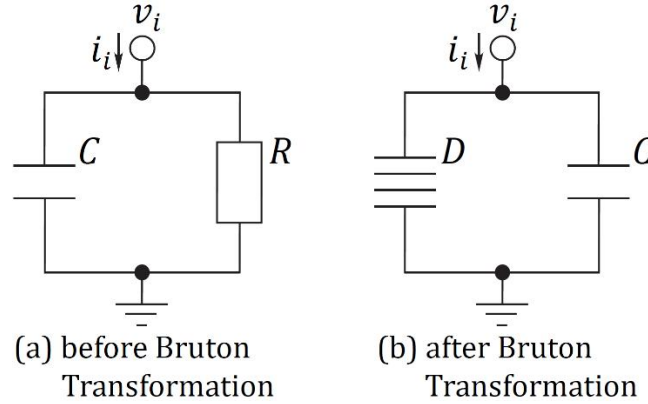 v_i v_i
i_i i_i
C R D C
(a) before Bruton (b) after Bruton
Transformation Transformation